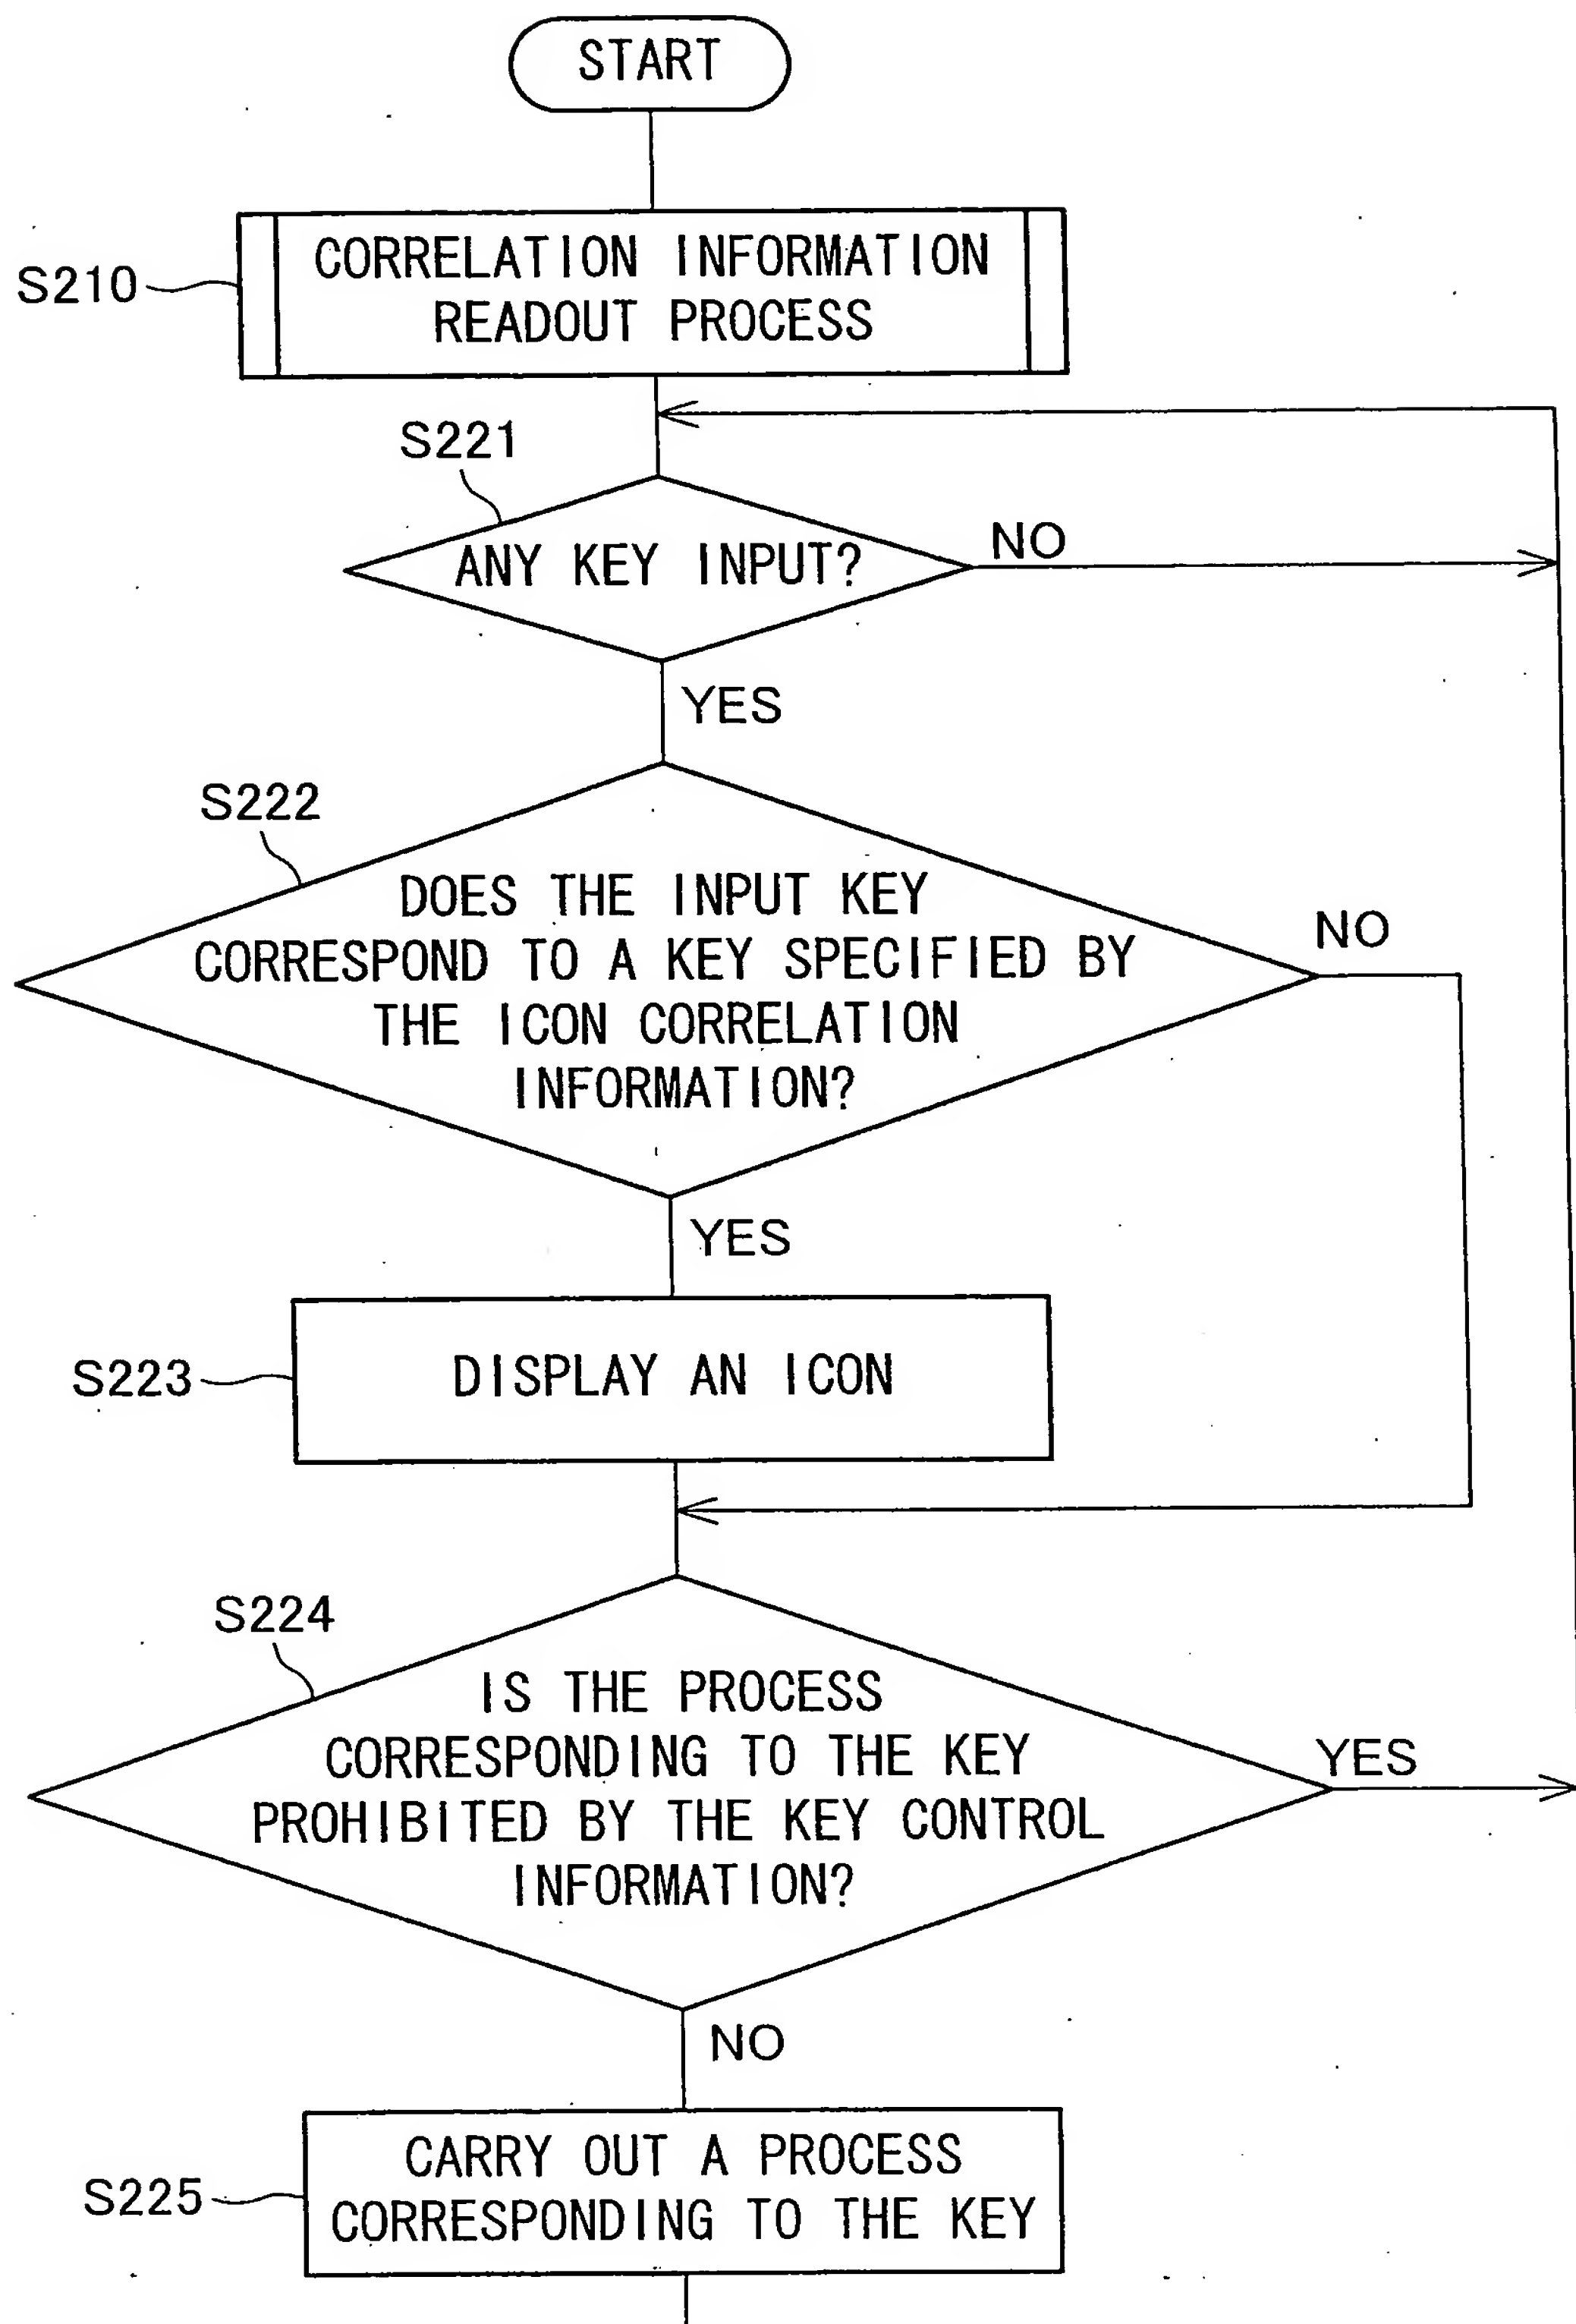 START
S210
CORRELATION INFORMATION
READOUT PROCESS
S221
ANY KEY INPUT?
NO
YES
S222
DOES THE INPUT KEY
CORRESPOND TO A KEY SPECIFIED BY
THE ICON CORRELATION
INFORMATION?
NO
YES
S223
DISPLAY AN ICON
S224
IS THE PROCESS
CORRESPONDING TO THE KEY
PROHIBITED BY THE KEY CONTROL
INFORMATION?
YES
NO
S225
CARRY OUT A PROCESS
CORRESPONDING TO THE KEY